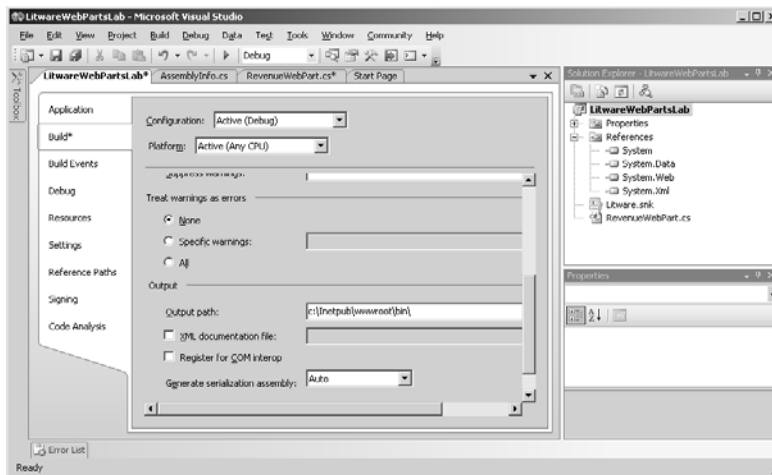 LitwareWebPartsLab - Microsoft Visual Studio
File Edit View Project Build Debug Data Test Tools Window Community Help
Debug
LitwareWebPartsLab* AssemblyInfo.cs RevenueWebPart.cs* Start Page
Toolbox
Application
Build*
Build Events
Debug
Resources
Settings
Reference Paths
Signing
Code Analysis
Configuration: Active (Debug)
Platform: Active (Any CPU)
Suppress warnings:
Treat warnings as errors
None
Specific warnings:
All
Output
Output path: c:\Inetpub\wwwroot\bin\
XML documentation file:
Register for COM interop
Generate serialization assembly: Auto
Solution Explorer - LitwareWebPartsLab
LitwareWebPartsLab
Properties
References
System
System.Data
System.Web
System.Xml
Litware.snk
RevenueWebPart.cs
Properties
Error List
Ready